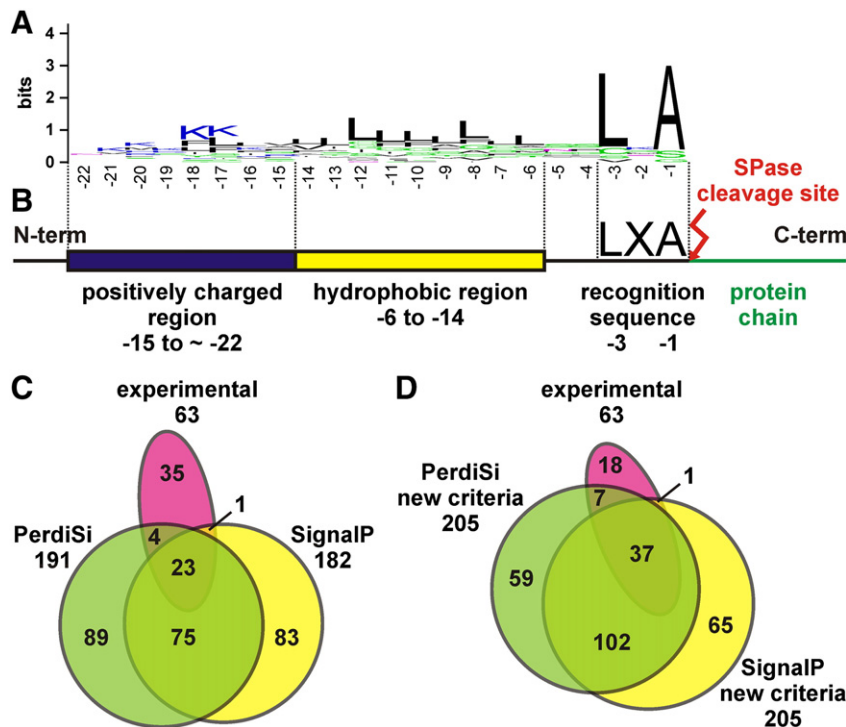 A
bits
4
3
2
1
0
KK
L L L L L
L A
-22 -21 -20 -19 -18 -17 -16 -15 -14 -13 -12 -11 -10 -9 -8 -7 -6 -5 -4 -3 -2 -1
SPase
cleavage site
B
N-term
LXA
C-term
positively charged
region
-15 to ~ -22
hydrophobic region
-6 to -14
recognition
sequence
-3 -1
protein
chain
C
experimental
63
35
1
PerdiSi
191
4
SignalP
182
23
89
75
83
D
experimental
63
18
1
PerdiSi
new criteria
205
7
37
59
102
65
SignalP
new criteria
205